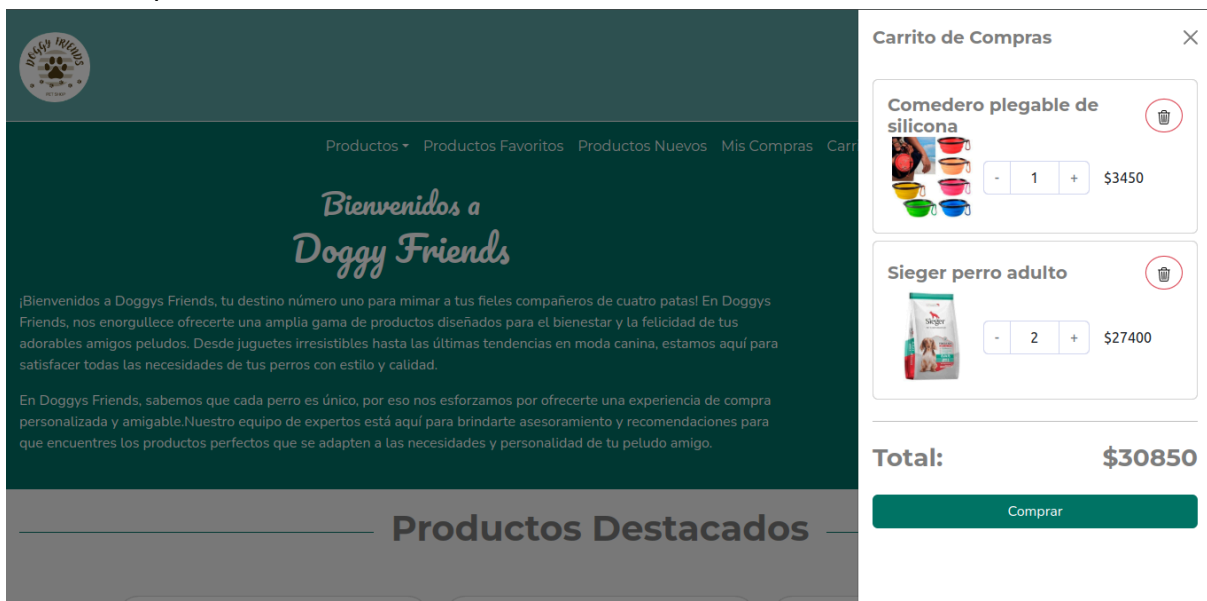 DOGGY FRIENDS
PET SHOP
Productos Productos Favoritos Productos Nuevos Mis Compras Carr
Bienvenidos a
Doggy Friends
¡Bienvenidos a Doggys Friends, tu destino número uno para mimar a tus fieles compañeros de cuatro patas! En Doggys
Friends, nos enorgullece ofrecerte una amplia gama de productos diseñados para el bienestar y la felicidad de tus
adorables amigos peludos. Desde juguetes irresistibles hasta las últimas tendencias en moda canina, estamos aquí para
satisfacer todas las necesidades de tus perros con estilo y calidad.
En Doggys Friends, sabemos que cada perro es único, por eso nos esforzamos por ofrecerte una experiencia de compra
personalizada y amigable.Nuestro equipo de expertos está aquí para brindarte asesoramiento y recomendaciones para
que encuentres los productos perfectos que se adapten a las necesidades y personalidad de tu peludo amigo.
Productos Destacados
Carrito de Compras
Comedero plegable de
silicona
- 1 + $3450
Sieger perro adulto
Sieger
- 2 + $27400
Total: $30850
Comprar